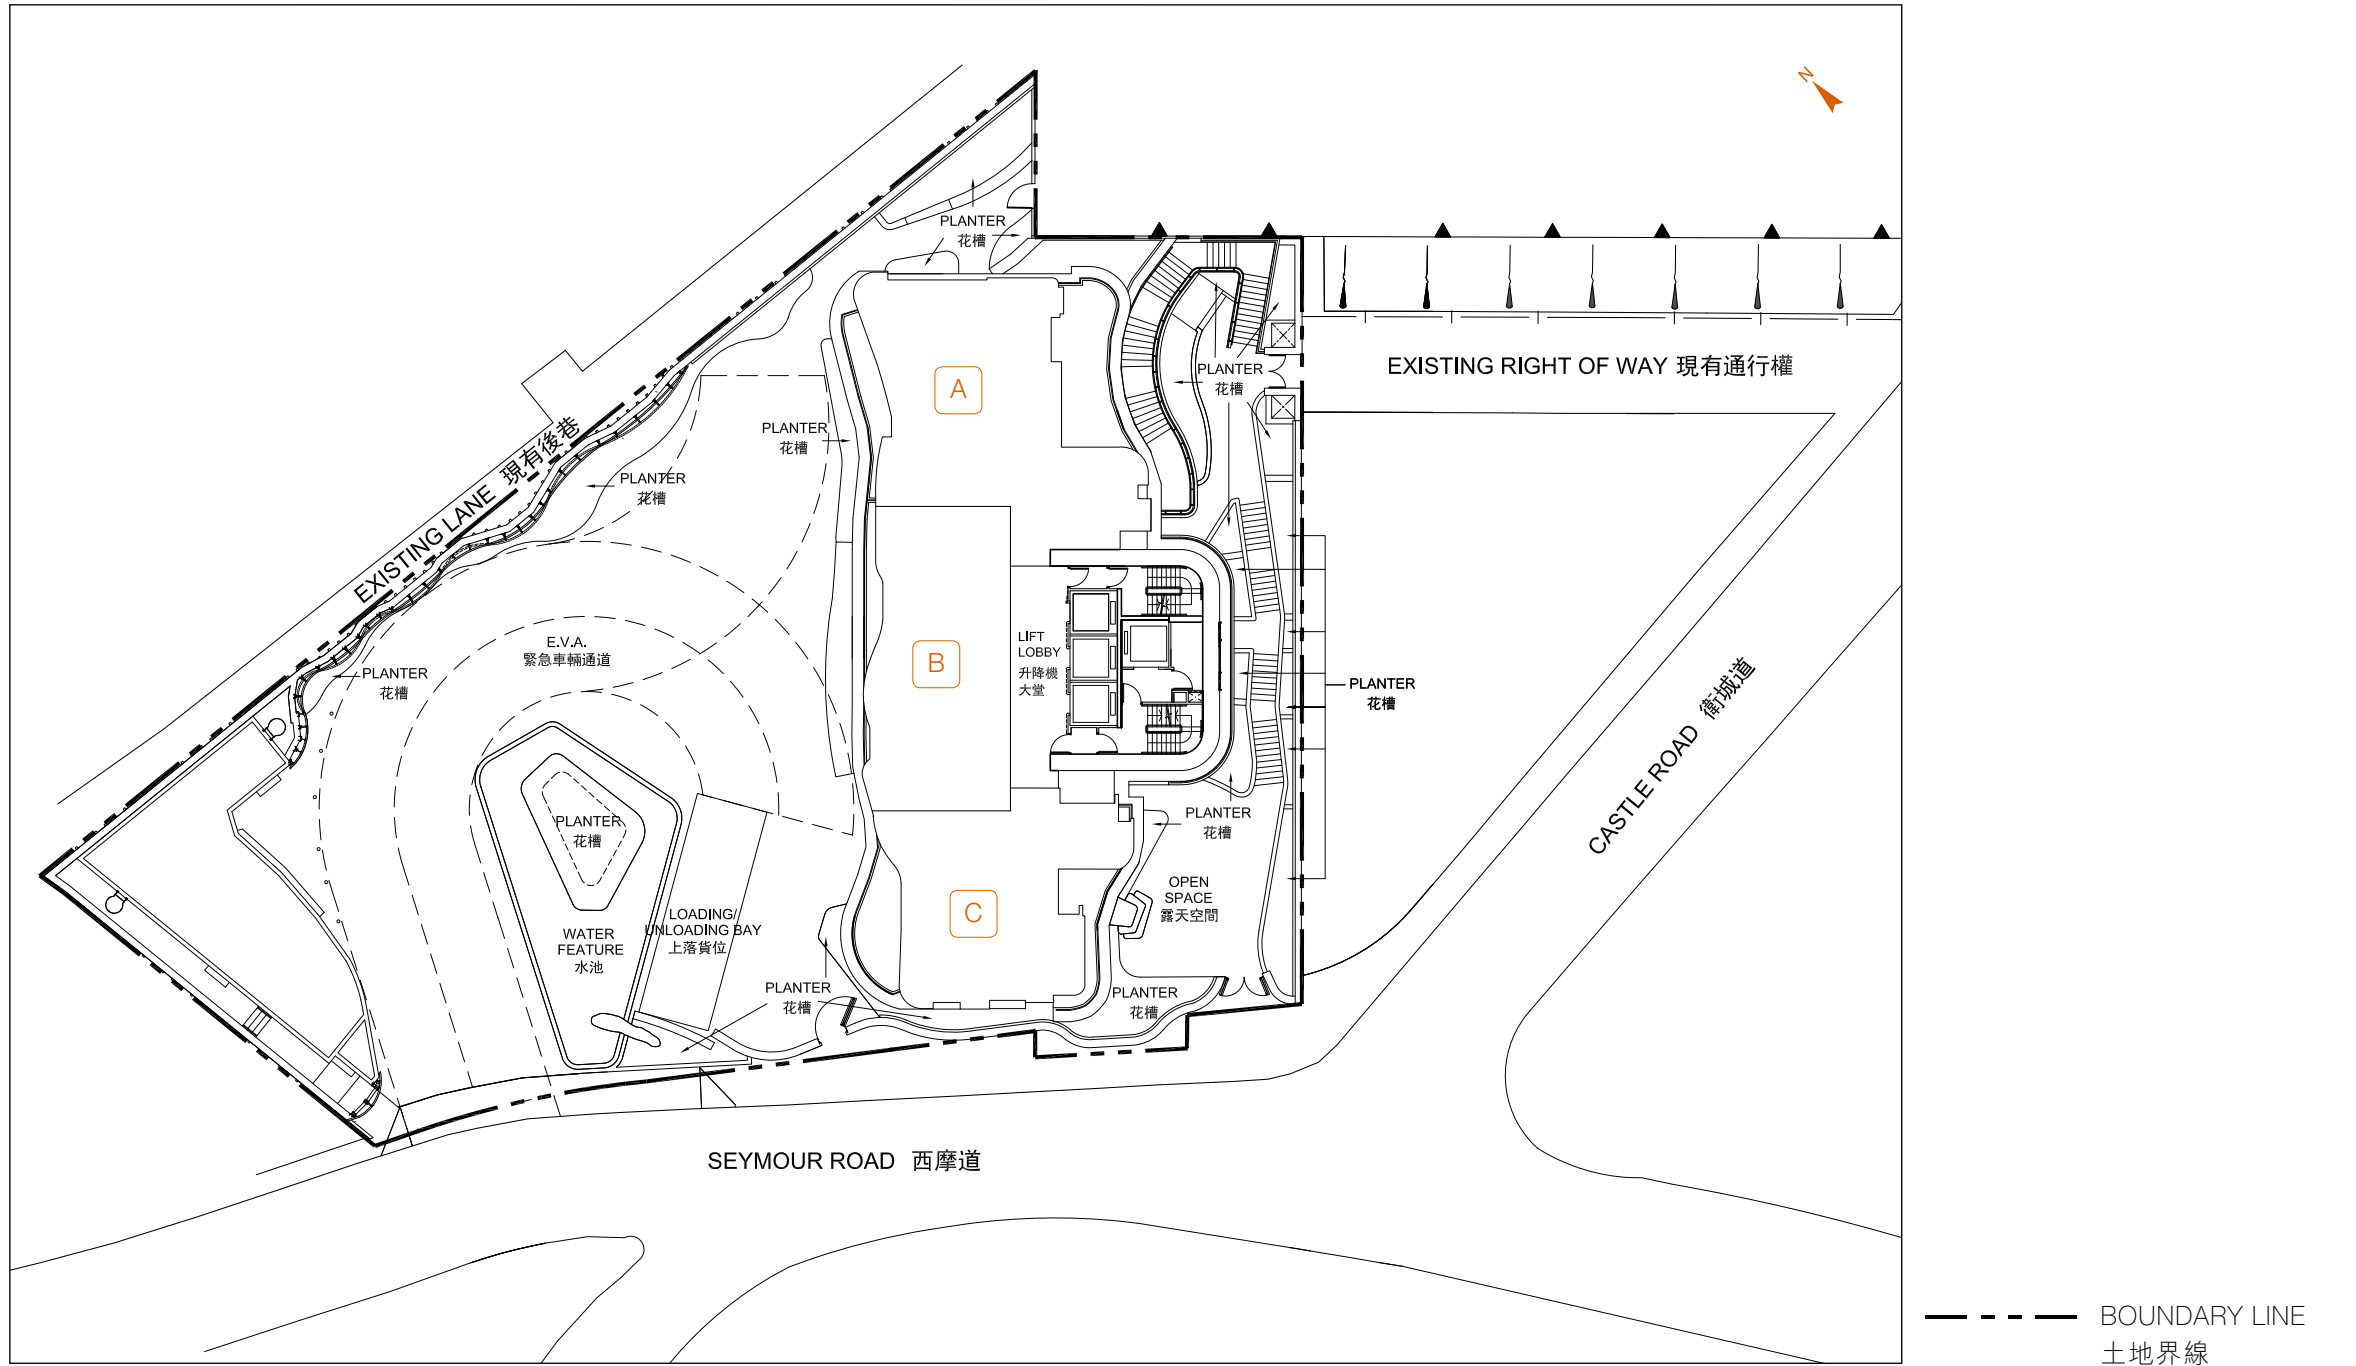 N
PLANTER
花槽
A
PLANTER
花槽
EXISTING RIGHT OF WAY 現有通行權
PLANTER
花槽
EXISTING LANE 現有後巷
PLANTER
花槽
E.V.A.
緊急車輛通道
B
LIFT
LOBBY
升降機
大堂
PLANTER
花槽
PLANTER
花槽
CASTLE ROAD 衛城道
PLANTER
花槽
PLANTER
花槽
C
OPEN
SPACE
露天空間
LOADING/
UNLOADING BAY
上落貨位
WATER
FEATURE
水池
PLANTER
花槽
PLANTER
花槽
SEYMOUR ROAD 西摩道
BOUNDARY LINE
土地界線